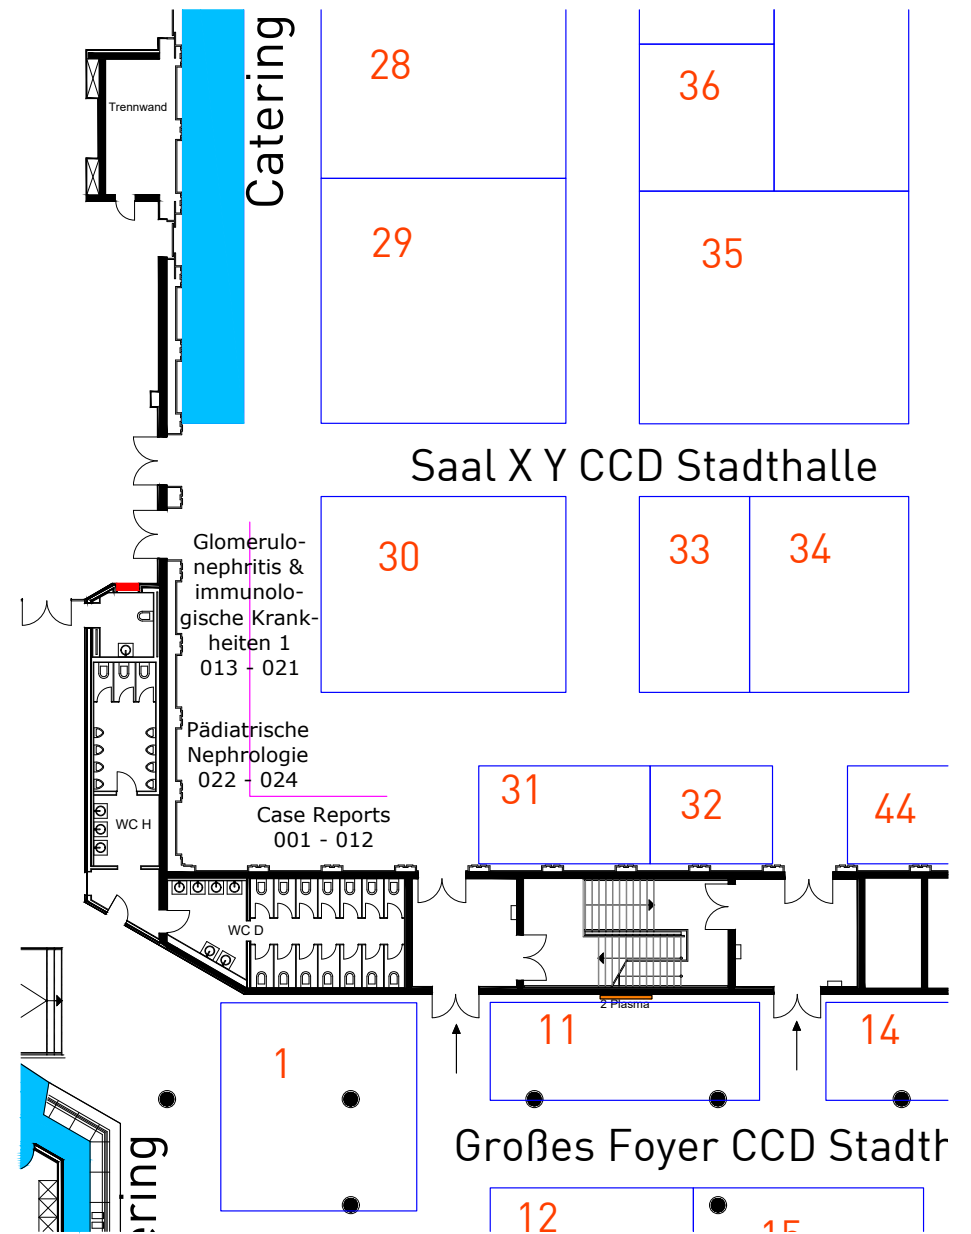 Catering
28
36
Trennwand
29
35
Saal X Y CCD Stadthalle
Glomerulo-
nephritis &
immunolo-
gische Krank-
heiten 1
013 - 021
30
33
34
Pädiatrische
Nephrologie
022 - 024
31
32
44
Case Reports
001 - 012
WC H
WC D
2 Plasma
1
11
14
Großes Foyer CCD Stadth
ering
12
15